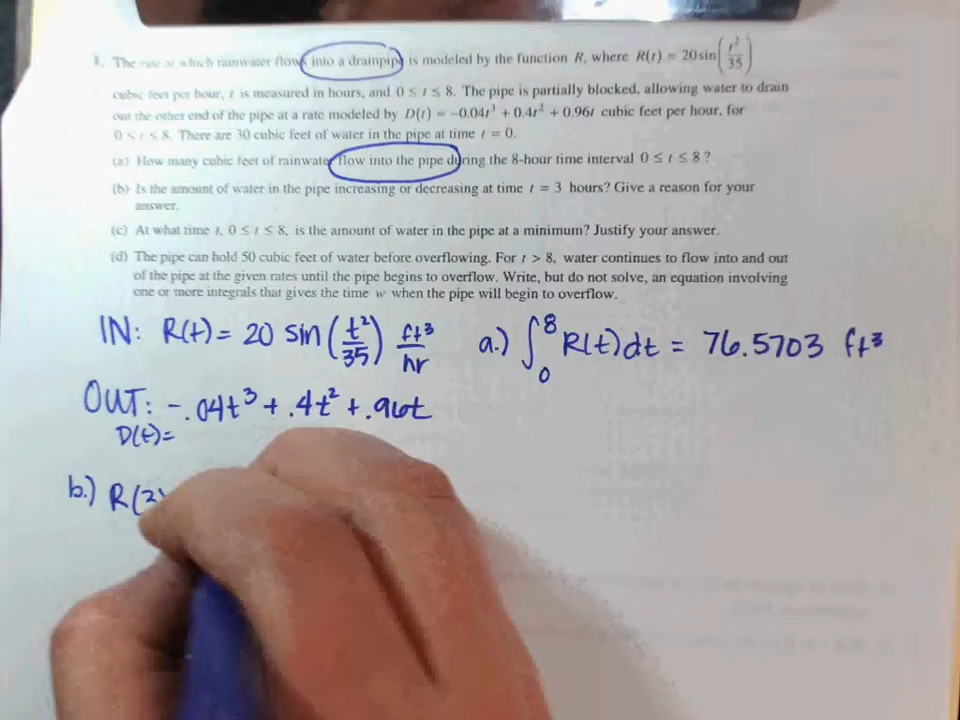 1. The rate at which rainwater flows into a drainpipe is modeled by the function R, where R(t) = 20sin(t²/35)
cubic feet per hour, t is measured in hours, and 0 ≤ t ≤ 8. The pipe is partially blocked, allowing water to drain
out the other end of the pipe at a rate modeled by D(t) = −0.04t³ + 0.4t² + 0.96t cubic feet per hour, for
0 ≤ t ≤ 8. There are 30 cubic feet of water in the pipe at time t = 0.
(a) How many cubic feet of rainwater flow into the pipe during the 8-hour time interval 0 ≤ t ≤ 8?
(b) Is the amount of water in the pipe increasing or decreasing at time t = 3 hours? Give a reason for your
answer.
(c) At what time t, 0 ≤ t ≤ 8, is the amount of water in the pipe at a minimum? Justify your answer.
(d) The pipe can hold 50 cubic feet of water before overflowing. For t > 8, water continues to flow into and out
of the pipe at the given rates until the pipe begins to overflow. Write, but do not solve, an equation involving
one or more integrals that gives the time w when the pipe will begin to overflow.
IN: R(t) = 20 sin(t²/35) ft³/hr
a.) ∫₀⁸ R(t)dt = 76.5703 ft³
OUT: -.04t³ + .4t² + .96t
D(t)=
b.) R(3)